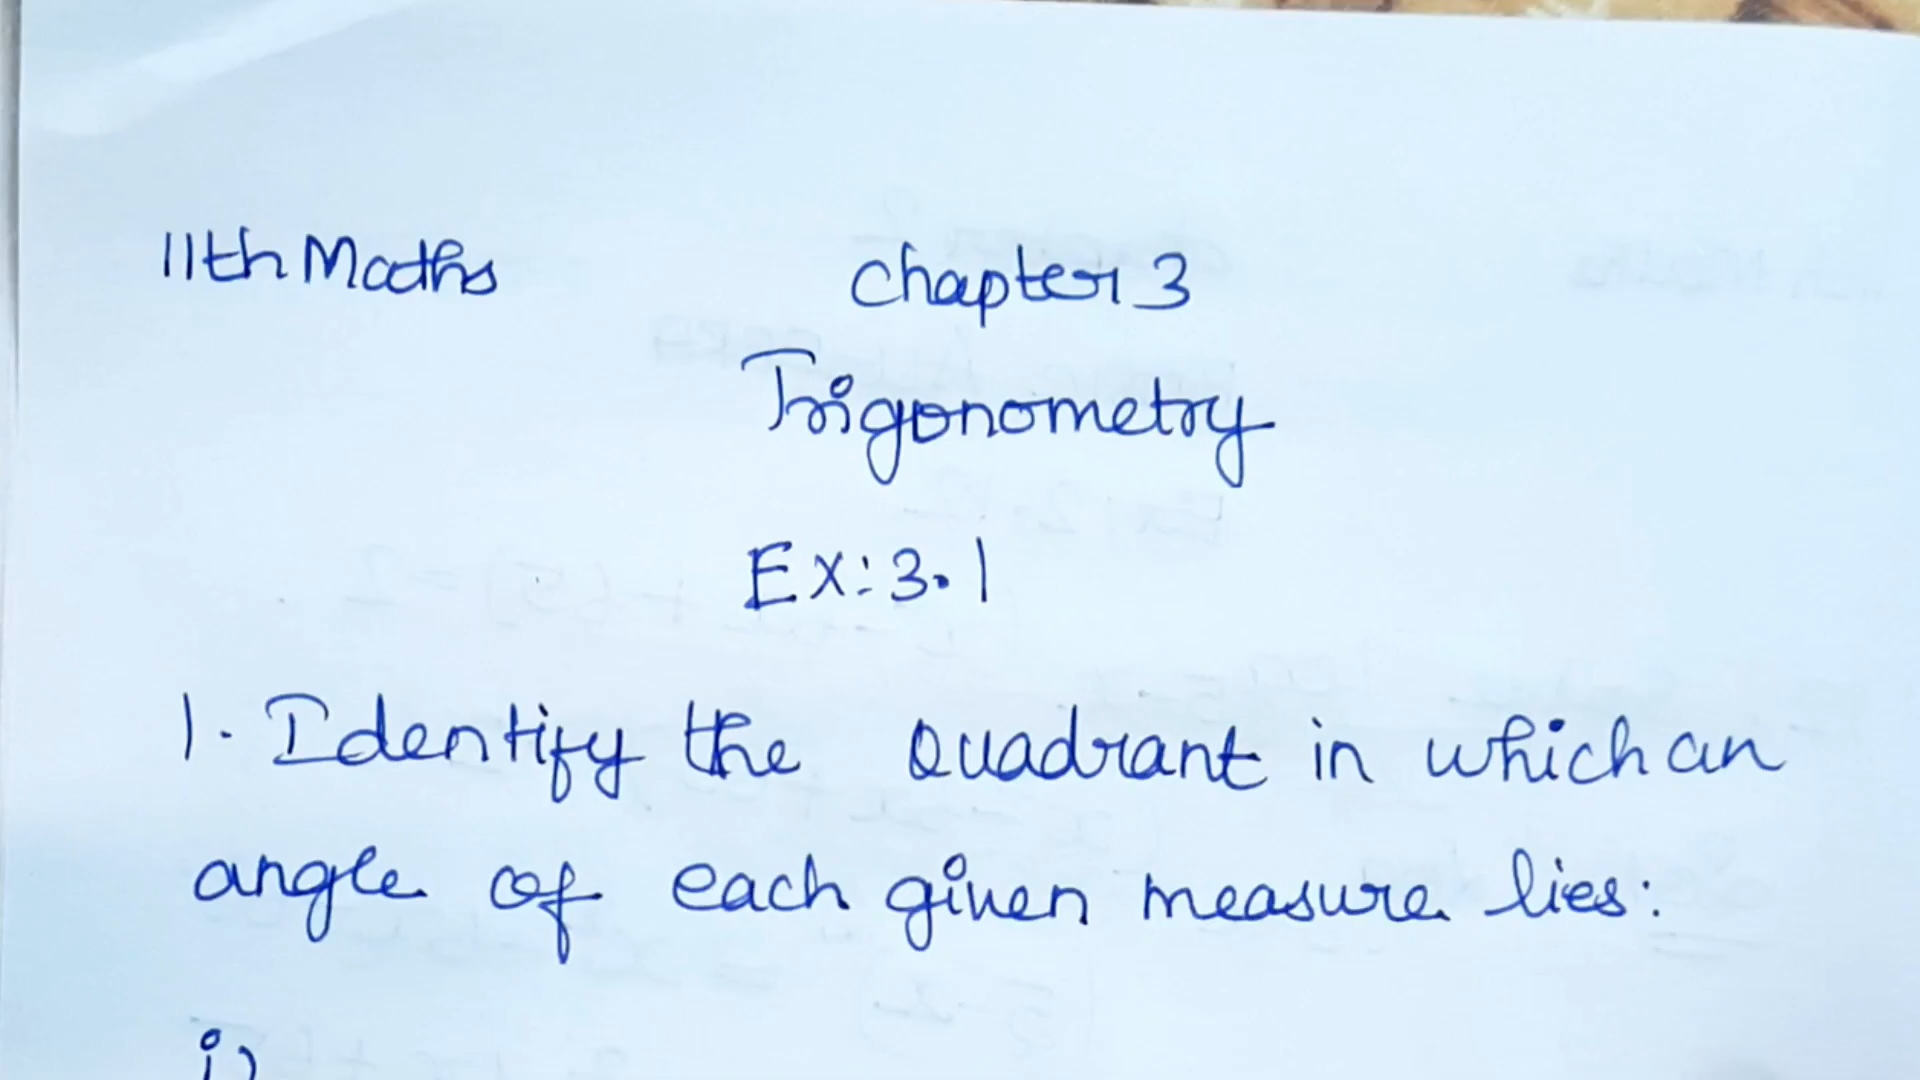 11th Maths
Chapter 3
Trigonometry
Ex: 3.1
1. Identify the Quadrant in which an
angle of each given measure lies:
i)